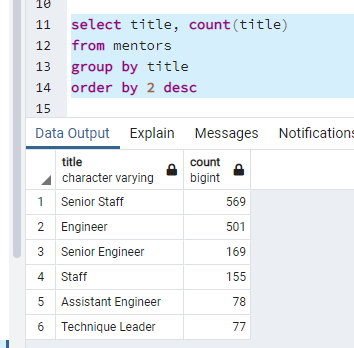 10
11 select title, count(title)
12 from mentors
13 group by title
14 order by 2 desc
15
Data Output Explain Messages Notifications
title count
character varying bigint
1 Senior Staff 569
2 Engineer 501
3 Senior Engineer 169
4 Staff 155
5 Assistant Engineer 78
6 Technique Leader 77